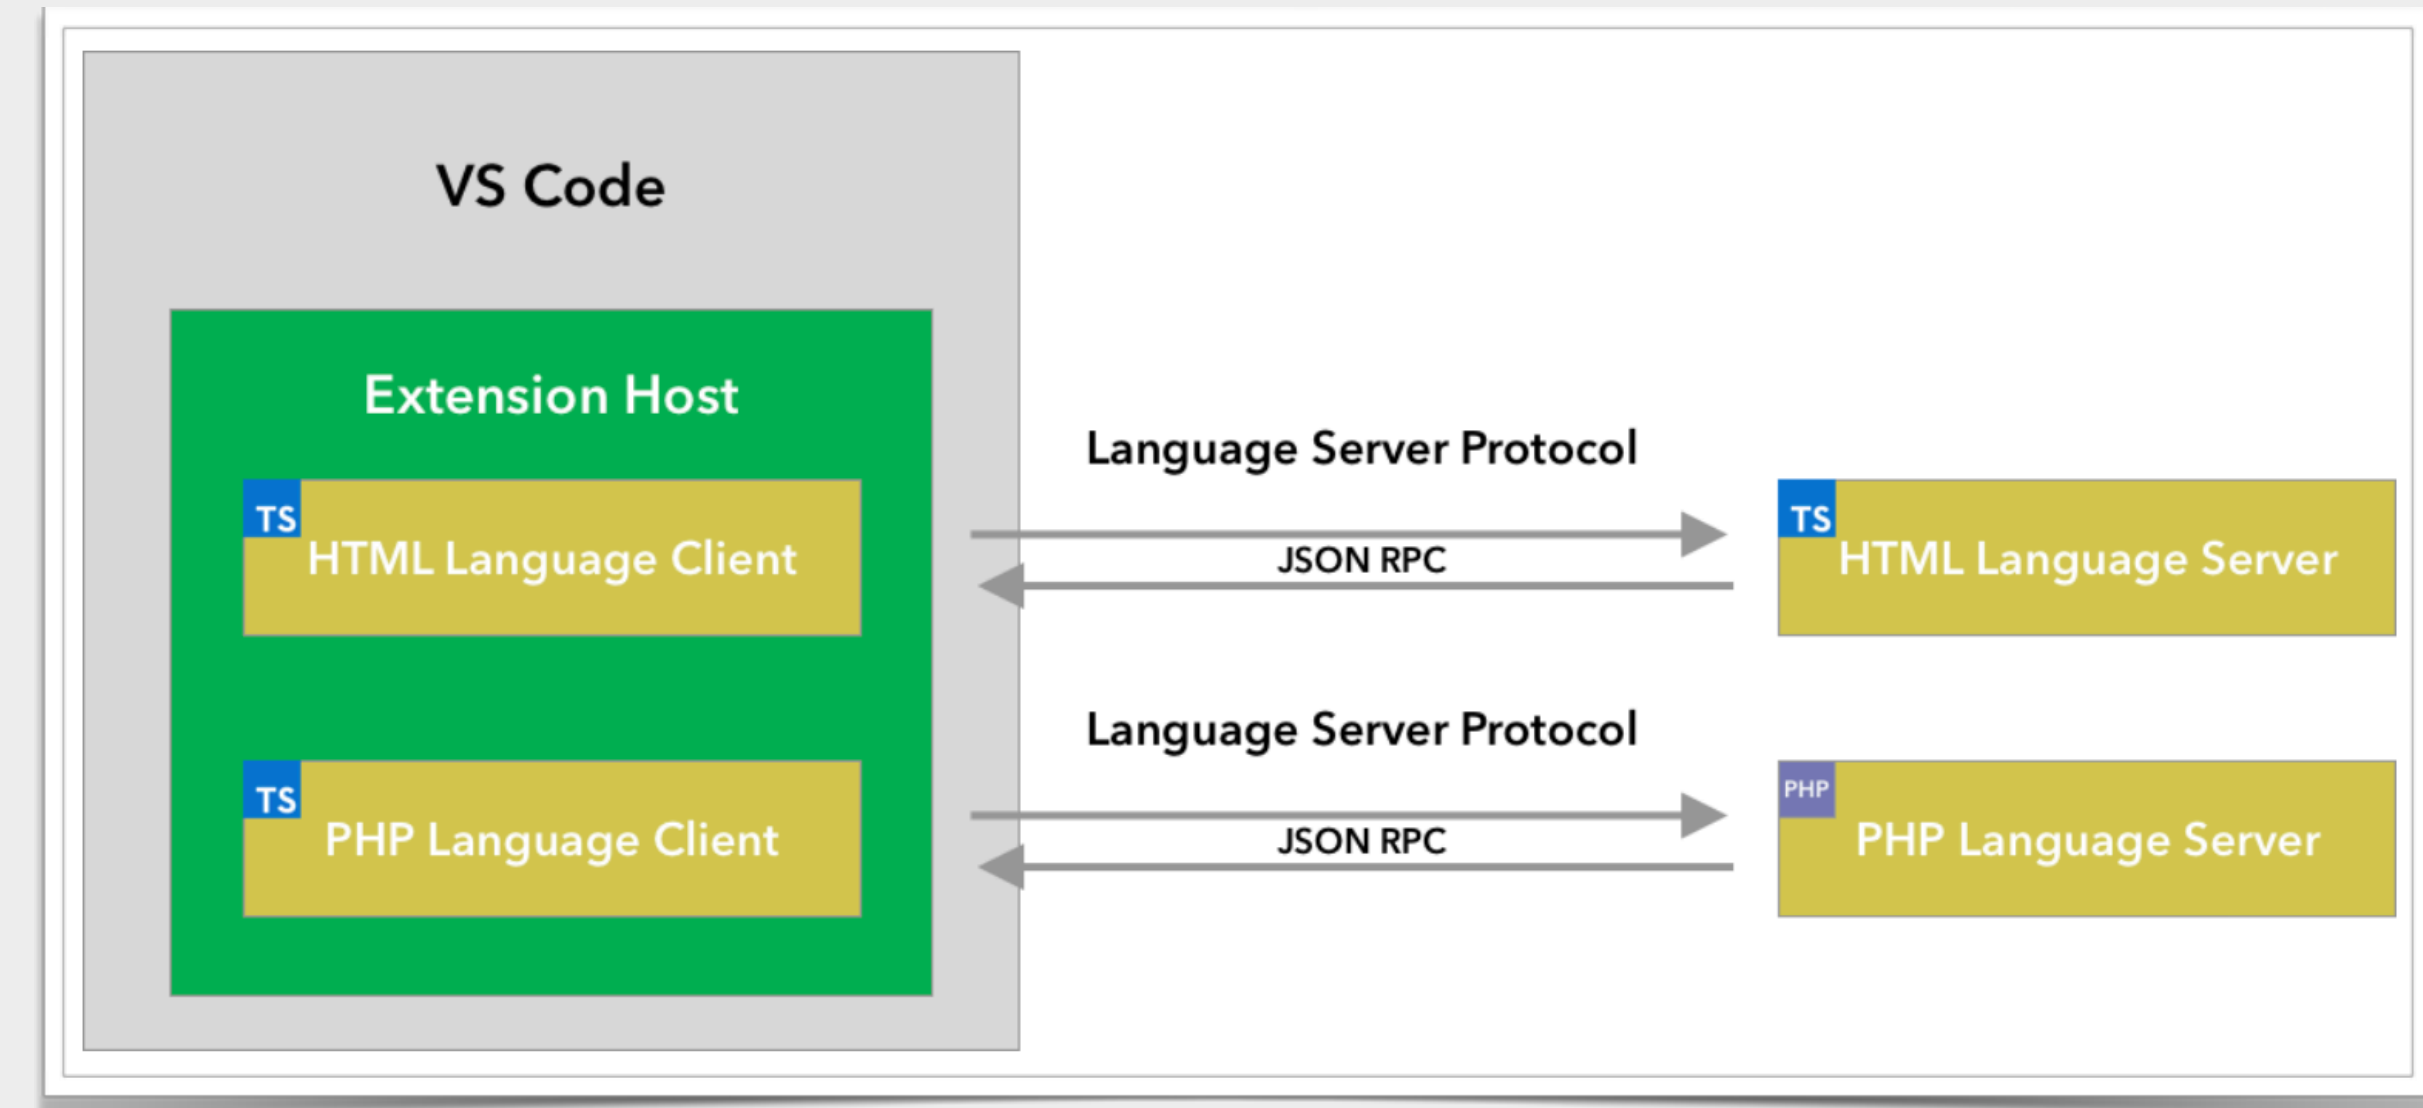 VS Code
Extension Host
TS
HTML Language Client
Language Server Protocol
JSON RPC
TS
HTML Language Server
TS
PHP Language Client
Language Server Protocol
JSON RPC
PHP
PHP Language Server